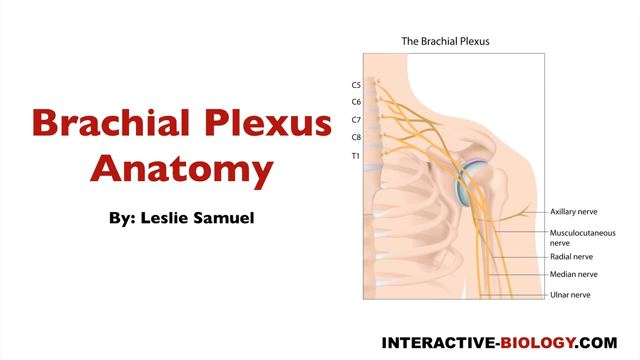 Brachial Plexus
Anatomy
By: Leslie Samuel
The Brachial Plexus
C5
C6
C7
C8
T1
Axillary nerve
Musculocutaneous
nerve
Radial nerve
Median nerve
Ulnar nerve
INTERACTIVE-BIOLOGY.COM